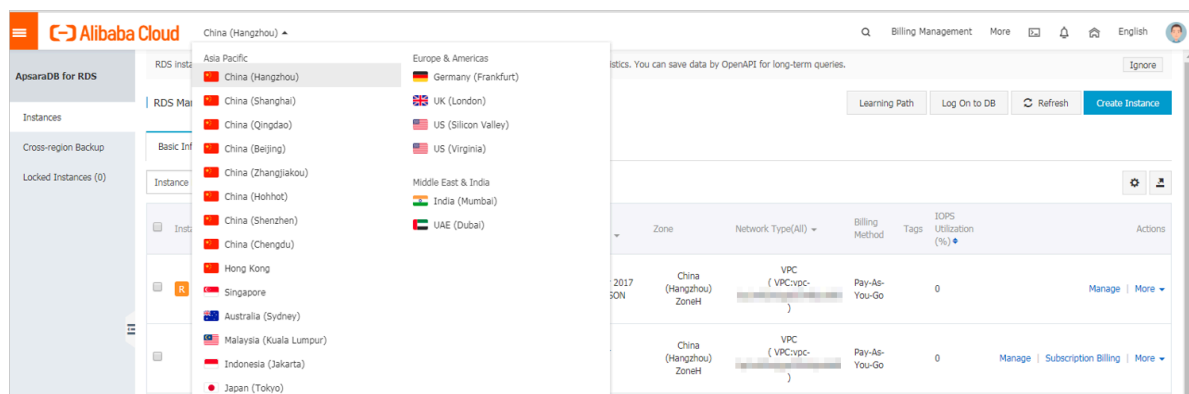 Alibaba Cloud
China (Hangzhou)
Billing Management
More
English
ApsaraDB for RDS
Instances
Cross-region Backup
Locked Instances (0)
RDS insta
Asia Pacific
China (Hangzhou)
China (Shanghai)
China (Qingdao)
China (Beijing)
China (Zhangjiakou)
China (Hohhot)
China (Shenzhen)
China (Chengdu)
Hong Kong
Singapore
Australia (Sydney)
Malaysia (Kuala Lumpur)
Indonesia (Jakarta)
Japan (Tokyo)
Europe & Americas
Germany (Frankfurt)
UK (London)
US (Silicon Valley)
US (Virginia)
Middle East & India
India (Mumbai)
UAE (Dubai)
istics. You can save data by OpenAPI for long-term queries.
Ignore
RDS Mar
Learning Path
Log On to DB
Refresh
Create Instance
Basic Inf
Instance
Insta
Zone
Network Type(All)
Billing
Method
Tags
IOPS
Utilization
(%)
Actions
R
2017
SON
China
(Hangzhou)
ZoneH
VPC
( VPC:vpc-
)
Pay-As-
You-Go
0
Manage | More
China
(Hangzhou)
ZoneH
VPC
( VPC:vpc-
)
Pay-As-
You-Go
0
Manage | Subscription Billing | More